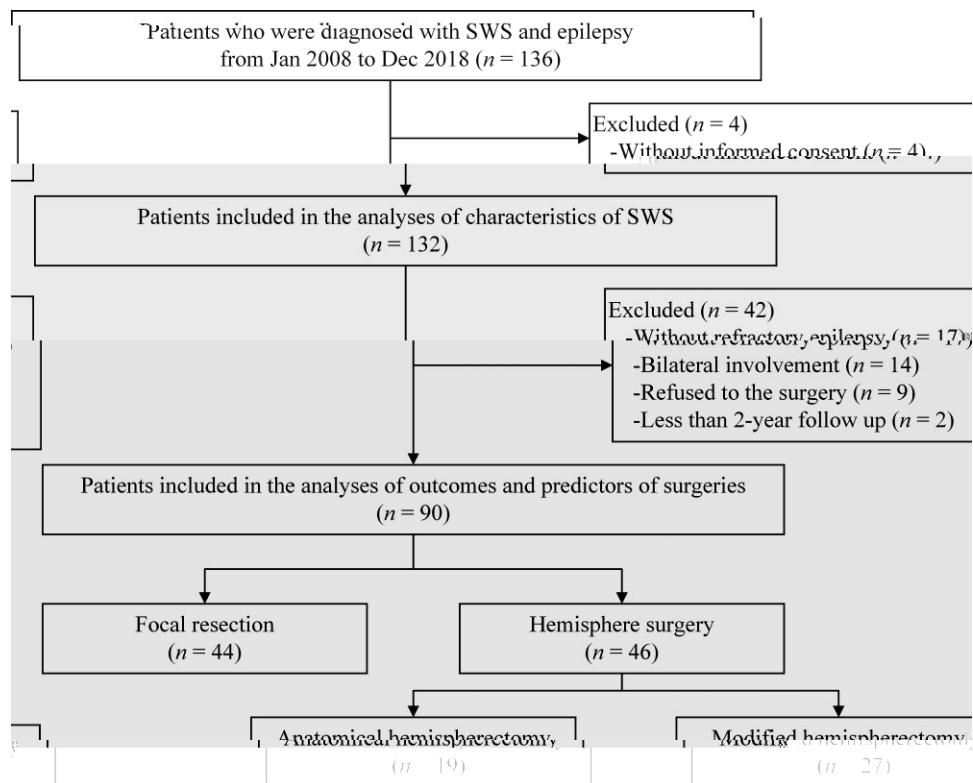 Patients who were diagnosed with SWS and epilepsy
from Jan 2008 to Dec 2018 (n = 136)
Excluded (n = 4)
-Without informed consent (n = 4)
Patients included in the analyses of characteristics of SWS
(n = 132)
Excluded (n = 42)
-Without refractory epilepsy (n = 17)
-Bilateral involvement (n = 14)
-Refused to the surgery (n = 9)
-Less than 2-year follow up (n = 2)
Patients included in the analyses of outcomes and predictors of surgeries
(n = 90)
Focal resection
(n = 44)
Hemisphere surgery
(n = 46)
Anatomical hemispherectomy
Modified hemispherectomy
(n 19)
(n 27)